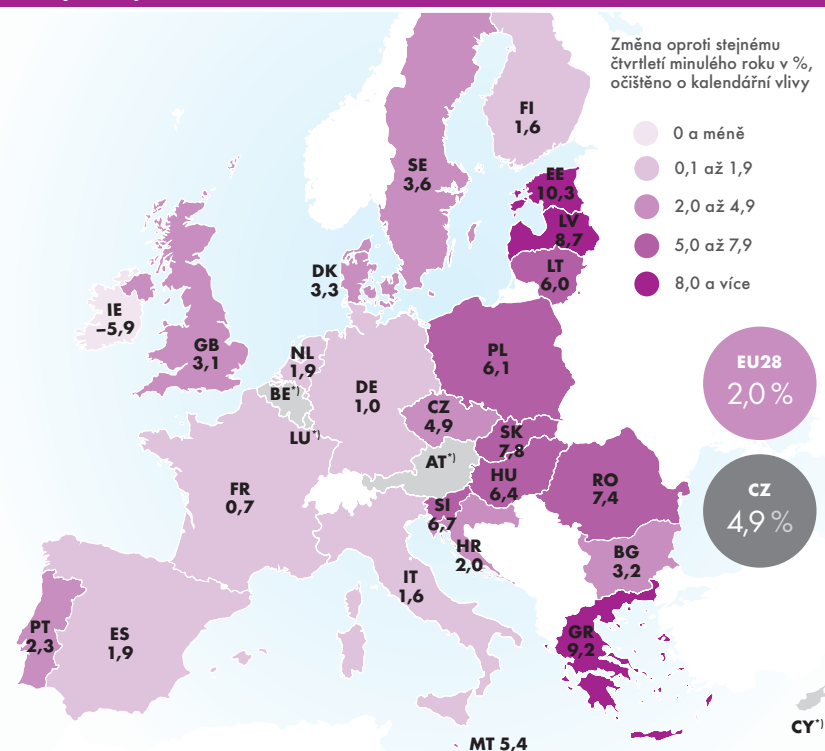 Změna oproti stejnému
čtvrtletí minulého roku v %,
očištěno o kalendářní vlivy
0 a méně
0,1 až 1,9
2,0 až 4,9
5,0 až 7,9
8,0 a více
FI
1,6
SE
3,6
EE
10,3
LV
8,7
LT
6,0
DK
3,3
IE
–5,9
GB
3,1
NL
1,9
BE*)
LU*)
DE
1,0
PL
6,1
CZ
4,9
SK
7,8
AT*)
HU
6,4
SI
6,7
HR
2,0
RO
7,4
BG
3,2
FR
0,7
IT
1,6
PT
2,3
ES
1,9
GR
9,2
MT 5,4
CY*)
EU28
2,0 %
CZ
4,9 %